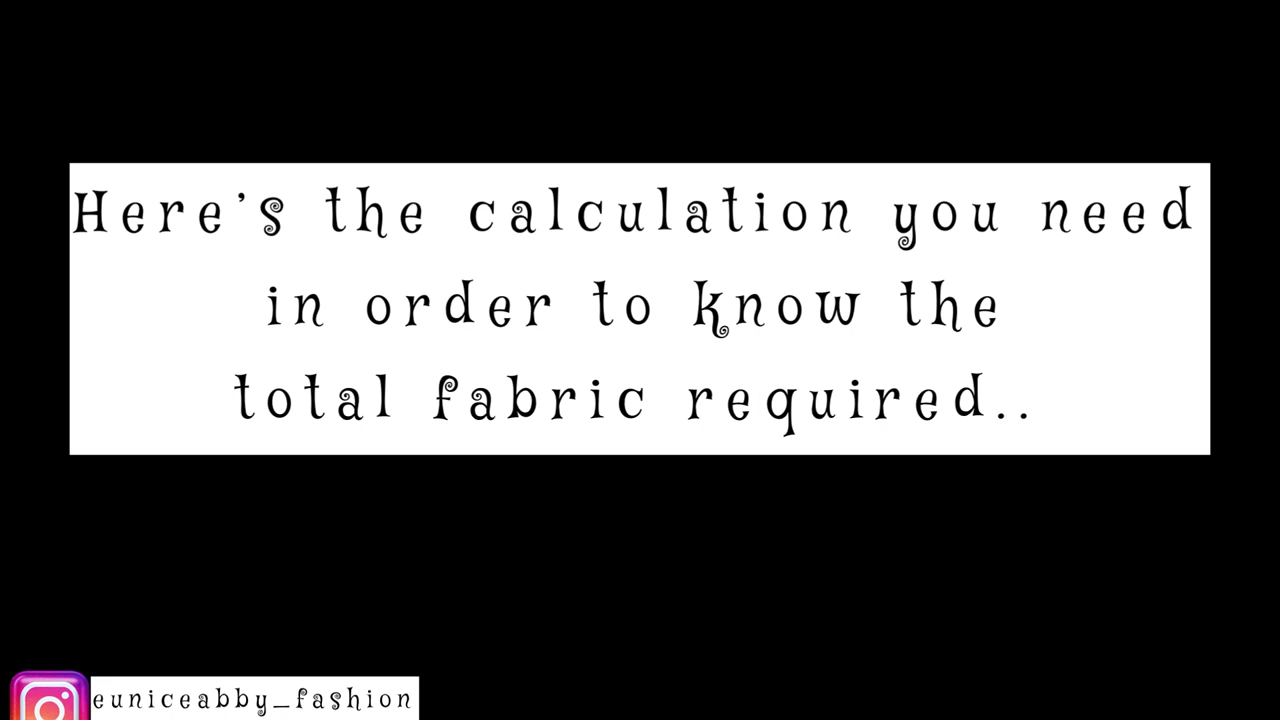 Here's the calculation you need
in order to know the
total fabric required..
euniceabby_fashion